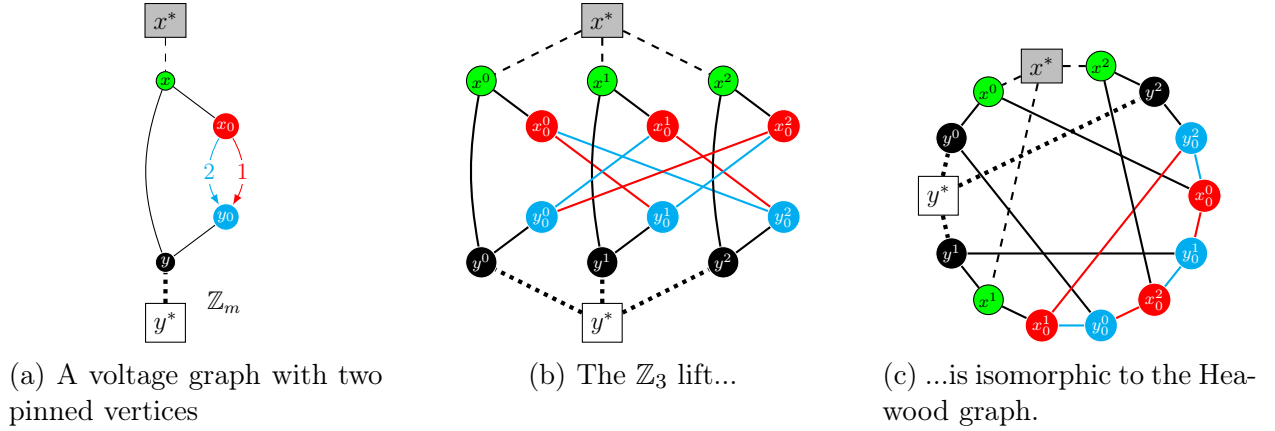 x*
x
x₀
2 1
y₀
y
y*
ℤₘ
(a) A voltage graph with two
pinned vertices
x*
x⁰ x¹ x²
x₀⁰ x₀¹ x₀²
y₀⁰ y₀¹ y₀²
y⁰ y¹ y²
y*
(b) The ℤ₃ lift...
x* x²
x⁰ y²
y⁰ y₀²
y* x₀⁰
y¹ y₀¹
x¹ x₀²
x₀¹ y₀⁰
(c) ...is isomorphic to the Hea-
wood graph.